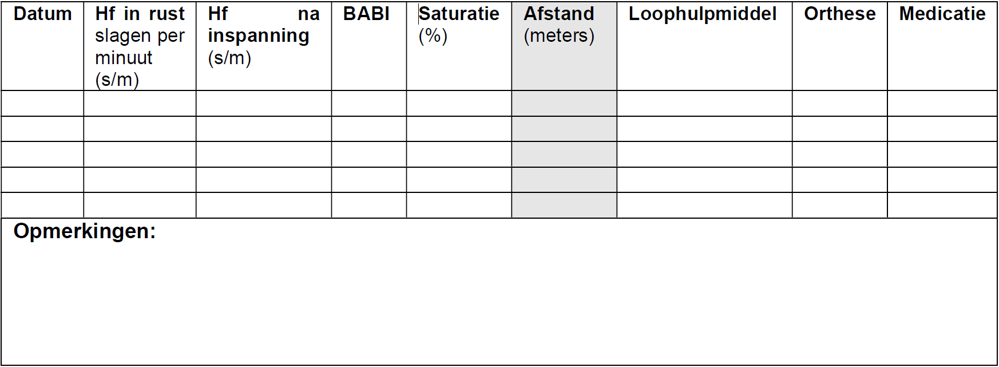 Datum
Hf in rust
slagen per
minuut
(s/m)
Hf na
inspanning
(s/m)
BABI
Saturatie
(%)
Afstand
(meters)
Loophulpmiddel
Orthese
Medicatie
Opmerkingen: